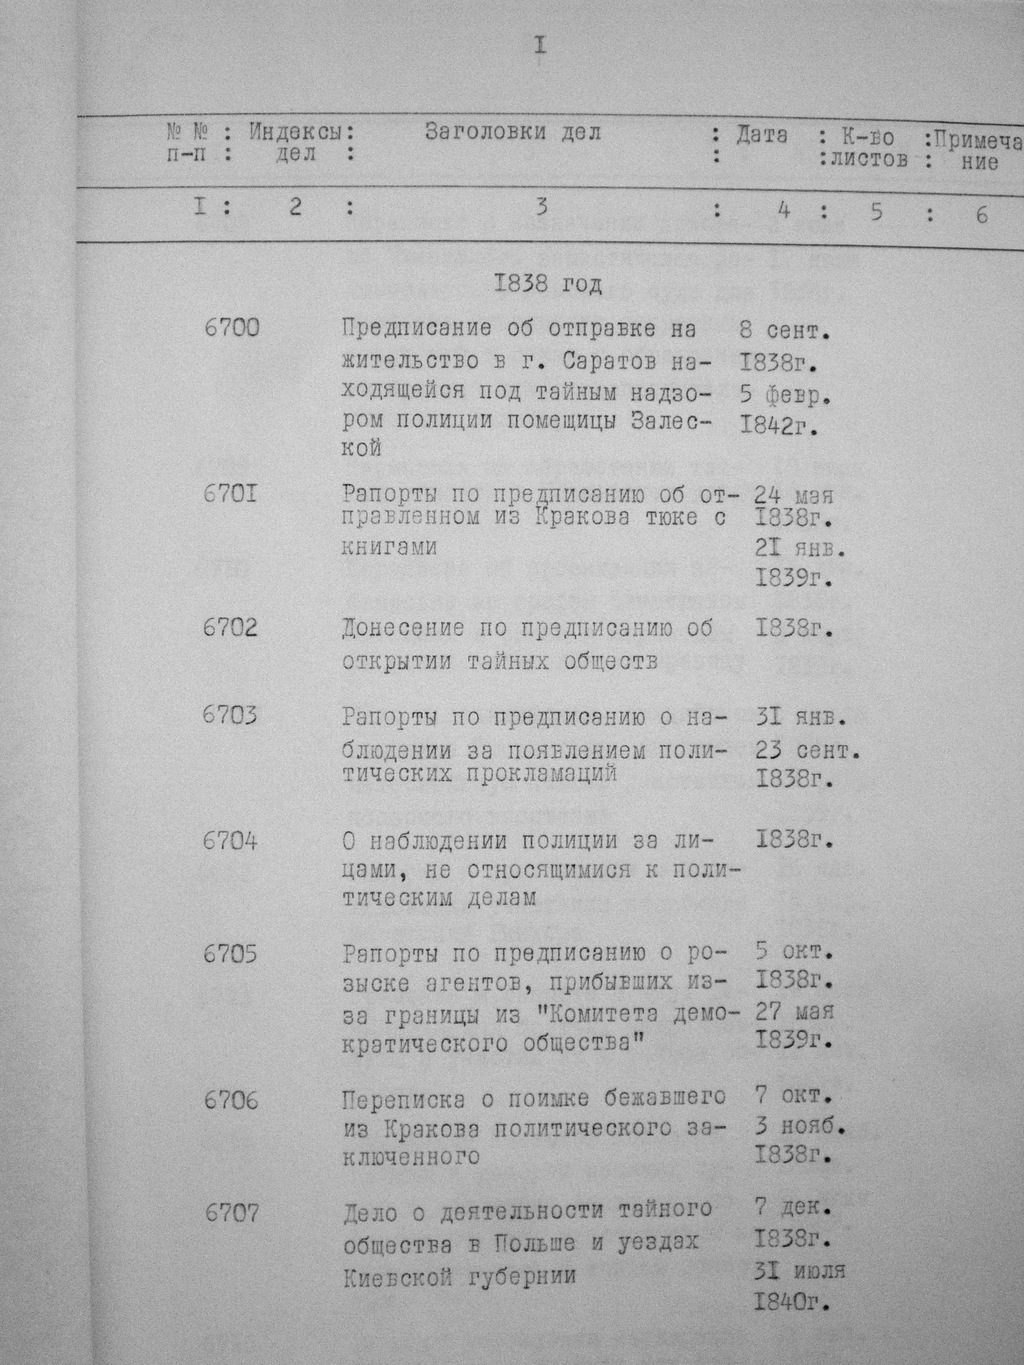 I
№ № : Индексы: Заголовки дел : Дата : К-во :Примеча
п-п : дел : : :листов : ние
I : 2 : 3 : 4 : 5 : 6
I838 год
6700 Предписание об отправке на 8 сент.
жительство в г. Саратов на- I838г.
ходящейся под тайным надзо- 5 февр.
ром полиции помещицы Залес- I842г.
кой
670I Рапорты по предписанию об от- 24 мая
правленном из Кракова тюке с I838г.
книгами 2I янв.
I839г.
6702 Донесение по предписанию об I838г.
открытии тайных обществ
6703 Рапорты по предписанию о на- 3I янв.
блюдении за появлением поли- 23 сент.
тических прокламаций I838г.
6704 О наблюдении полиции за ли- I838г.
цами, не относящимися к поли-
тическим делам
6705 Рапорты по предписанию о ро- 5 окт.
зыске агентов, прибывших из- I838г.
за границы из "Комитета демо- 27 мая
кратического общества" I839г.
6706 Переписка о поимке бежавшего 7 окт.
из Кракова политического за- 3 нояб.
ключенного I838г.
6707 Дело о деятельности тайного 7 дек.
общества в Польше и уездах I838г.
Киевской губернии 3I июля
I840г.